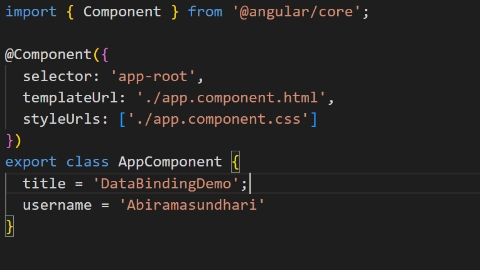 import { Component } from '@angular/core';
@Component({
selector: 'app-root',
templateUrl: './app.component.html',
styleUrls: ['./app.component.css']
})
export class AppComponent {
title = 'DataBindingDemo';
username = 'Abiramasundhari'
}